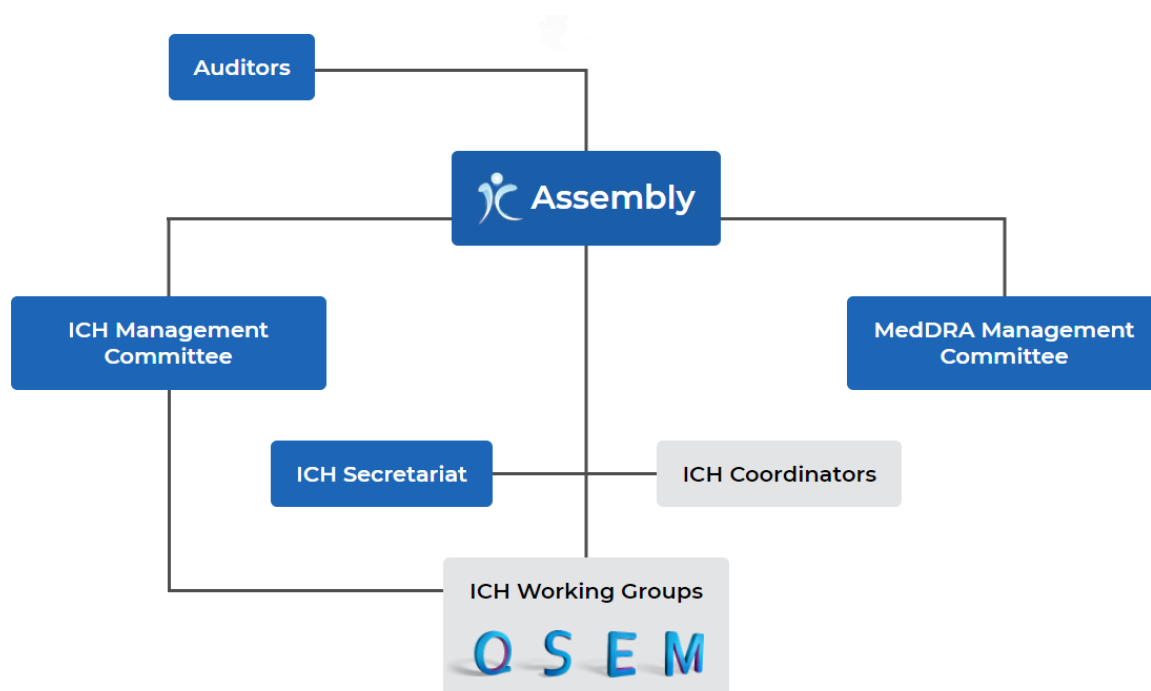 Auditors
Assembly
ICH Management
Committee
MedDRA Management
Committee
ICH Secretariat
ICH Coordinators
ICH Working Groups
Q S E M